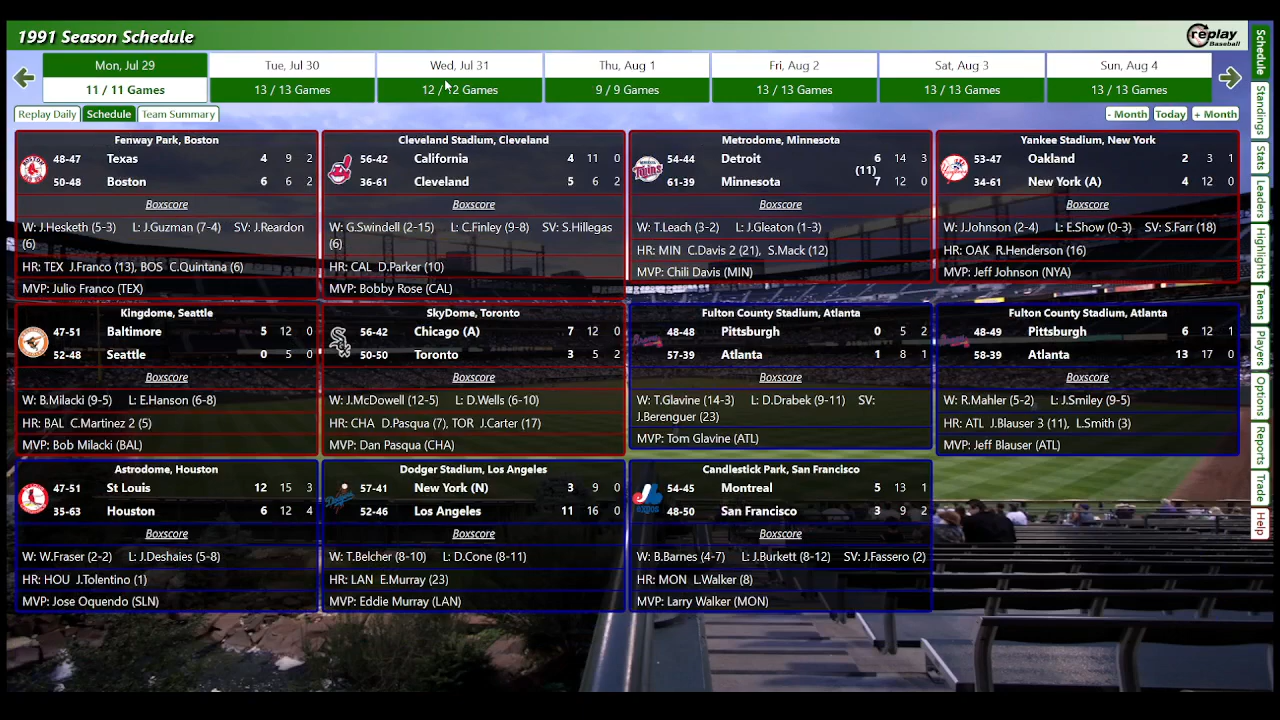 1991 Season Schedule
replay Baseball
Mon, Jul 29
Tue, Jul 30
Wed, Jul 31
Thu, Aug 1
Fri, Aug 2
Sat, Aug 3
Sun, Aug 4
11 / 11 Games
13 / 13 Games
12 / 12 Games
9 / 9 Games
13 / 13 Games
13 / 13 Games
13 / 13 Games
Replay Daily
Schedule
Team Summary
- Month
Today
+ Month
Fenway Park, Boston
48-47 Texas 4 9 2
50-48 Boston 6 6 2
Boxscore
W: J.Hesketh (5-3) L: J.Guzman (7-4) SV: J.Reardon
(6)
HR: TEX J.Franco (13), BOS C.Quintana (6)
MVP: Julio Franco (TEX)
Cleveland Stadium, Cleveland
56-42 California 4 11 0
36-61 Cleveland 5 6 2
Boxscore
W: G.Swindell (2-15) L: C.Finley (9-8) SV: S.Hillegas
(6)
HR: CAL D.Parker (10)
MVP: Bobby Rose (CAL)
Metrodome, Minnesota
54-44 Detroit 6 14 3
(11)
61-39 Minnesota 7 12 0
Boxscore
W: T.Leach (3-2) L: J.Gleaton (1-3)
HR: MIN C.Davis 2 (21), S.Mack (12)
MVP: Chili Davis (MIN)
Yankee Stadium, New York
53-47 Oakland 2 3 1
34-61 New York (A) 4 12 0
Boxscore
W: J.Johnson (2-4) L: E.Show (0-3) SV: S.Farr (18)
HR: OAK R.Henderson (16)
MVP: Jeff Johnson (NYA)
Kingdome, Seattle
47-51 Baltimore 5 12 0
52-48 Seattle 0 5 0
Boxscore
W: B.Milacki (9-5) L: E.Hanson (6-8)
HR: BAL C.Martinez 2 (5)
MVP: Bob Milacki (BAL)
SkyDome, Toronto
56-42 Chicago (A) 7 12 0
50-50 Toronto 3 5 2
Boxscore
W: J.McDowell (12-5) L: D.Wells (6-10)
HR: CHA D.Pasqua (7), TOR J.Carter (17)
MVP: Dan Pasqua (CHA)
Fulton County Stadium, Atlanta
48-48 Pittsburgh 0 5 2
57-39 Atlanta 1 8 1
Boxscore
W: T.Glavine (14-3) L: D.Drabek (9-11) SV:
J.Berenguer (23)
MVP: Tom Glavine (ATL)
Fulton County Stadium, Atlanta
48-49 Pittsburgh 6 12 1
58-39 Atlanta 13 17 0
Boxscore
W: R.Mahler (5-2) L: J.Smiley (9-5)
HR: ATL J.Blauser 3 (11), L.Smith (3)
MVP: Jeff Blauser (ATL)
Astrodome, Houston
47-51 St Louis 12 15 3
35-63 Houston 6 12 4
Boxscore
W: W.Fraser (2-2) L: J.Deshaies (5-8)
HR: HOU J.Tolentino (1)
MVP: Jose Oquendo (SLN)
Dodger Stadium, Los Angeles
57-41 New York (N) 3 9 0
52-46 Los Angeles 11 16 0
Boxscore
W: T.Belcher (8-10) L: D.Cone (8-11)
HR: LAN E.Murray (23)
MVP: Eddie Murray (LAN)
Candlestick Park, San Francisco
54-45 Montreal 5 13 1
48-50 San Francisco 3 9 2
Boxscore
W: B.Barnes (4-7) L: J.Burkett (8-12) SV: J.Fassero (2)
HR: MON L.Walker (8)
MVP: Larry Walker (MON)
Schedule
Standings
Stats
Leaders
Highlights
Teams
Players
Options
Reports
Trade
Help